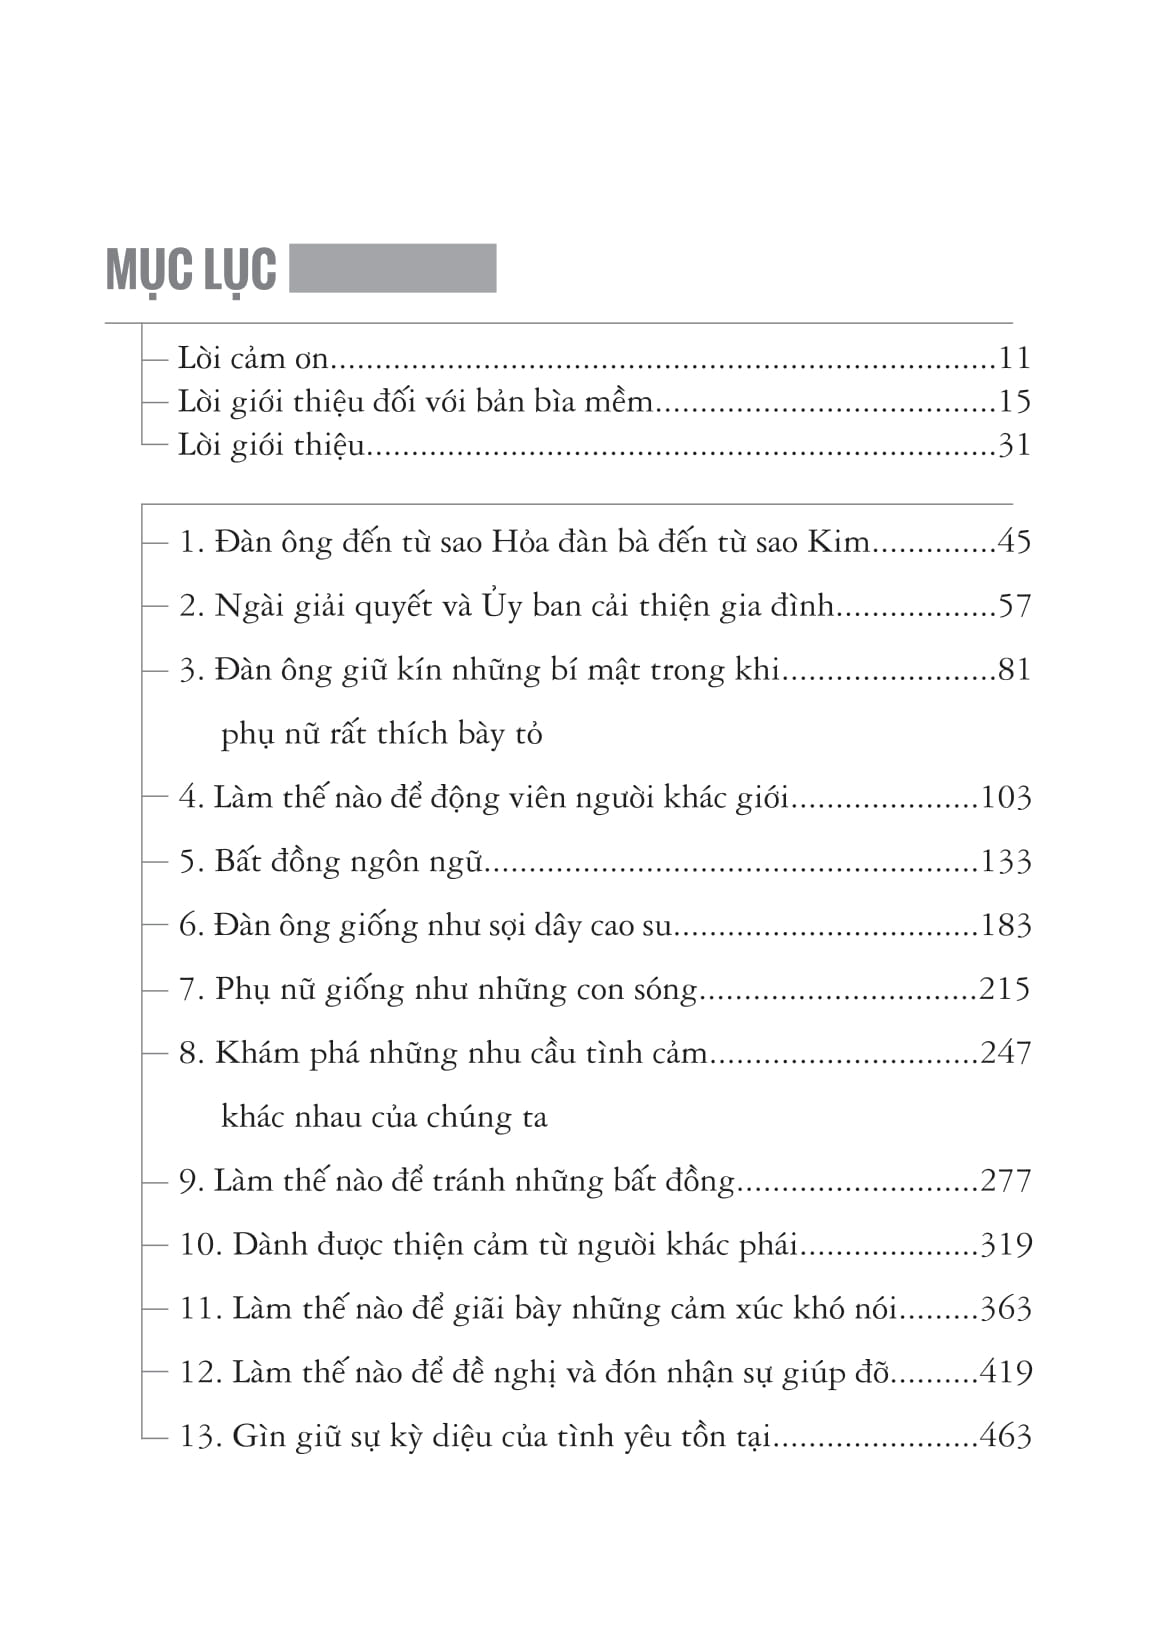 MỤC LỤC
Lời cảm ơn..........................................................................11
Lời giới thiệu đối với bản bìa mềm......................................15
Lời giới thiệu......................................................................31
1. Đàn ông đến từ sao Hỏa đàn bà đến từ sao Kim..............45
2. Ngài giải quyết và Ủy ban cải thiện gia đình..................57
3. Đàn ông giữ kín những bí mật trong khi........................81
phụ nữ rất thích bày tỏ
4. Làm thế nào để động viên người khác giới.....................103
5. Bất đồng ngôn ngữ.......................................................133
6. Đàn ông giống như sợi dây cao su..................................183
7. Phụ nữ giống như những con sóng...............................215
8. Khám phá những nhu cầu tình cảm..............................247
khác nhau của chúng ta
9. Làm thế nào để tránh những bất đồng...........................277
10. Dành được thiện cảm từ người khác phái....................319
11. Làm thế nào để giãi bày những cảm xúc khó nói.........363
12. Làm thế nào để đề nghị và đón nhận sự giúp đỡ..........419
13. Gìn giữ sự kỳ diệu của tình yêu tồn tại.......................463